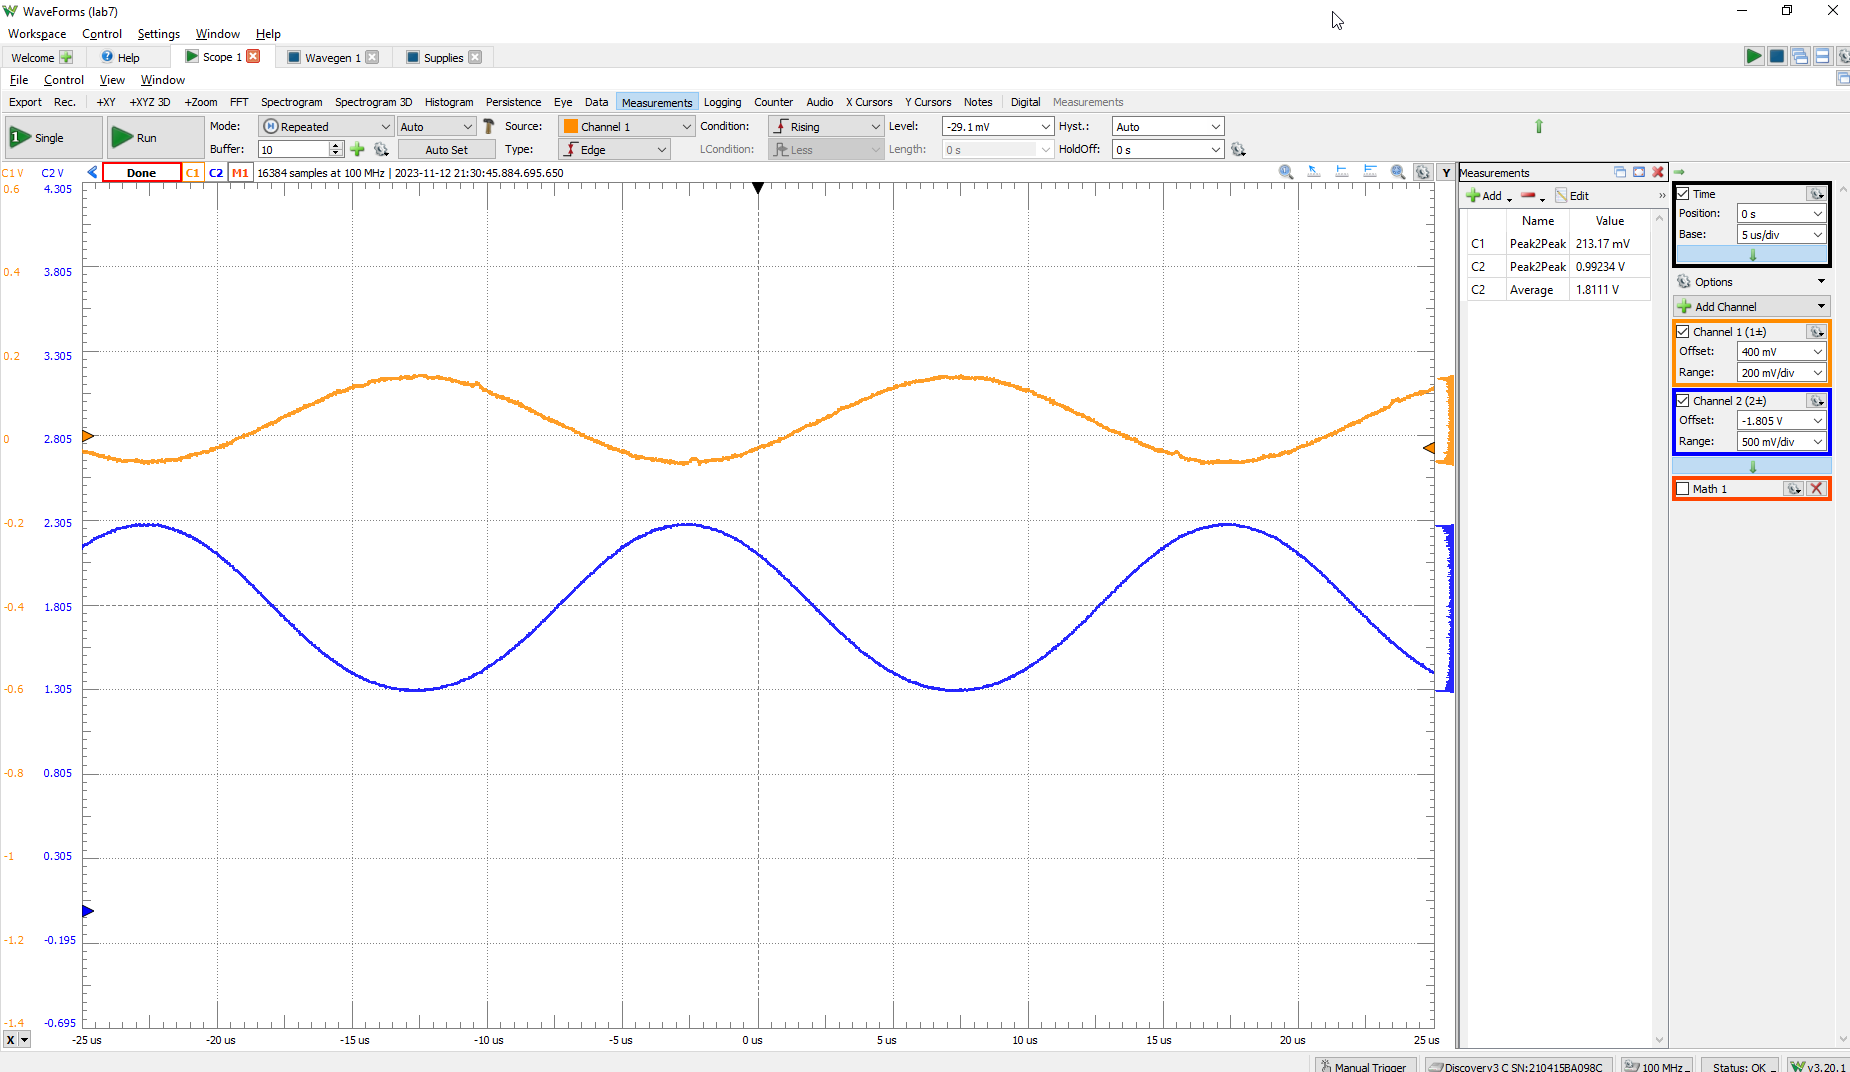 WaveForms (lab7)
Workspace Control Settings Window Help
Welcome Help Scope 1 Wavegen 1 Supplies
File Control View Window
Export Rec. +XY +XYZ 3D +Zoom FFT Spectrogram Spectrogram 3D Histogram Persistence Eye Data Measurements Logging Counter Audio X Cursors Y Cursors Notes Digital Measurements
Single Run Mode: Repeated Auto Source: Channel 1 Condition: Rising Level: -29.1 mV Hyst.: Auto
Buffer: 10 Auto Set Type: Edge LCondition: Less Length: 0 s HoldOff: 0 s
C1 V C2 V Done C1 C2 M1 16384 samples at 100 MHz | 2023-11-12 21:30:45.884.695.650 Y
0.6 4.305
0.4 3.805
0.2 3.305
0 2.805
-0.2 2.305
-0.4 1.805
-0.6 1.305
-0.8 0.805
-1 0.305
-1.2 -0.195
-1.4 -0.695
X -25 us -20 us -15 us -10 us -5 us 0 us 5 us 10 us 15 us 20 us 25 us
Measurements
Add Edit »
Name Value
C1 Peak2Peak 213.17 mV
C2 Peak2Peak 0.99234 V
C2 Average 1.8111 V
Time
Position: 0 s
Base: 5 us/div
Options
Add Channel
Channel 1 (1±)
Offset: 400 mV
Range: 200 mV/div
Channel 2 (2±)
Offset: -1.805 V
Range: 500 mV/div
Math 1
Manual Trigger Discovery3 C SN:210415BA098C 100 MHz Status: OK v3.20.1